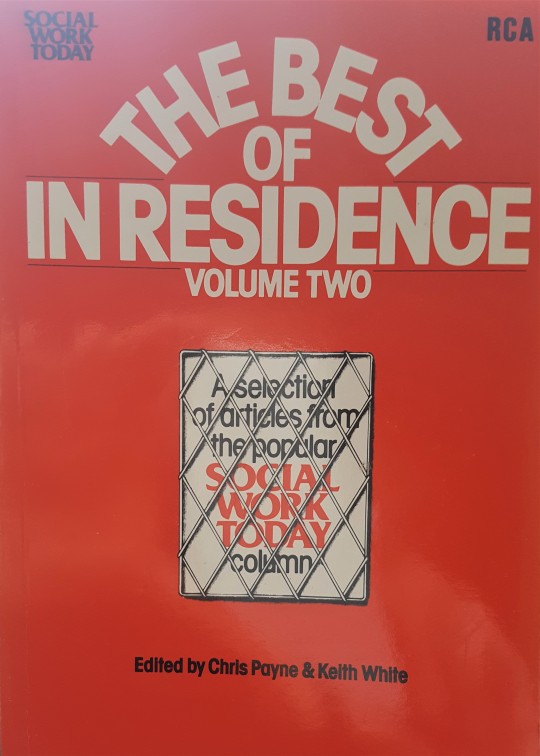 SOCIAL
WORK
TODAY
RCA
THE BEST
OF
IN RESIDENCE
VOLUME TWO
A selection
of articles from
the popular
SOCIAL
WORK
TODAY
column
Edited by Chris Payne & Keith White